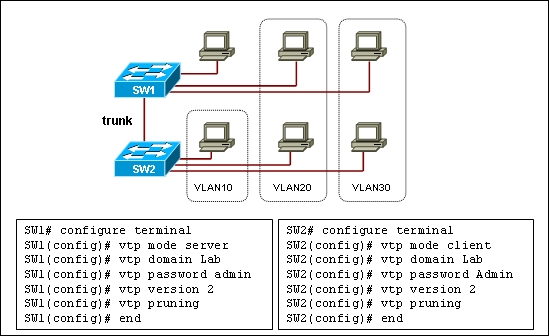 SW1
trunk
SW2
VLAN10
VLAN20
VLAN30
SW1# configure terminal
SW1(config)# vtp mode server
SW1(config)# vtp domain Lab
SW1(config)# vtp password admin
SW1(config)# vtp version 2
SW1(config)# vtp pruning
SW1(config)# end
SW2# configure terminal
SW2(config)# vtp mode client
SW2(config)# vtp domain Lab
SW2(config)# vtp password Admin
SW2(config)# vtp version 2
SW2(config)# vtp pruning
SW2(config)# end